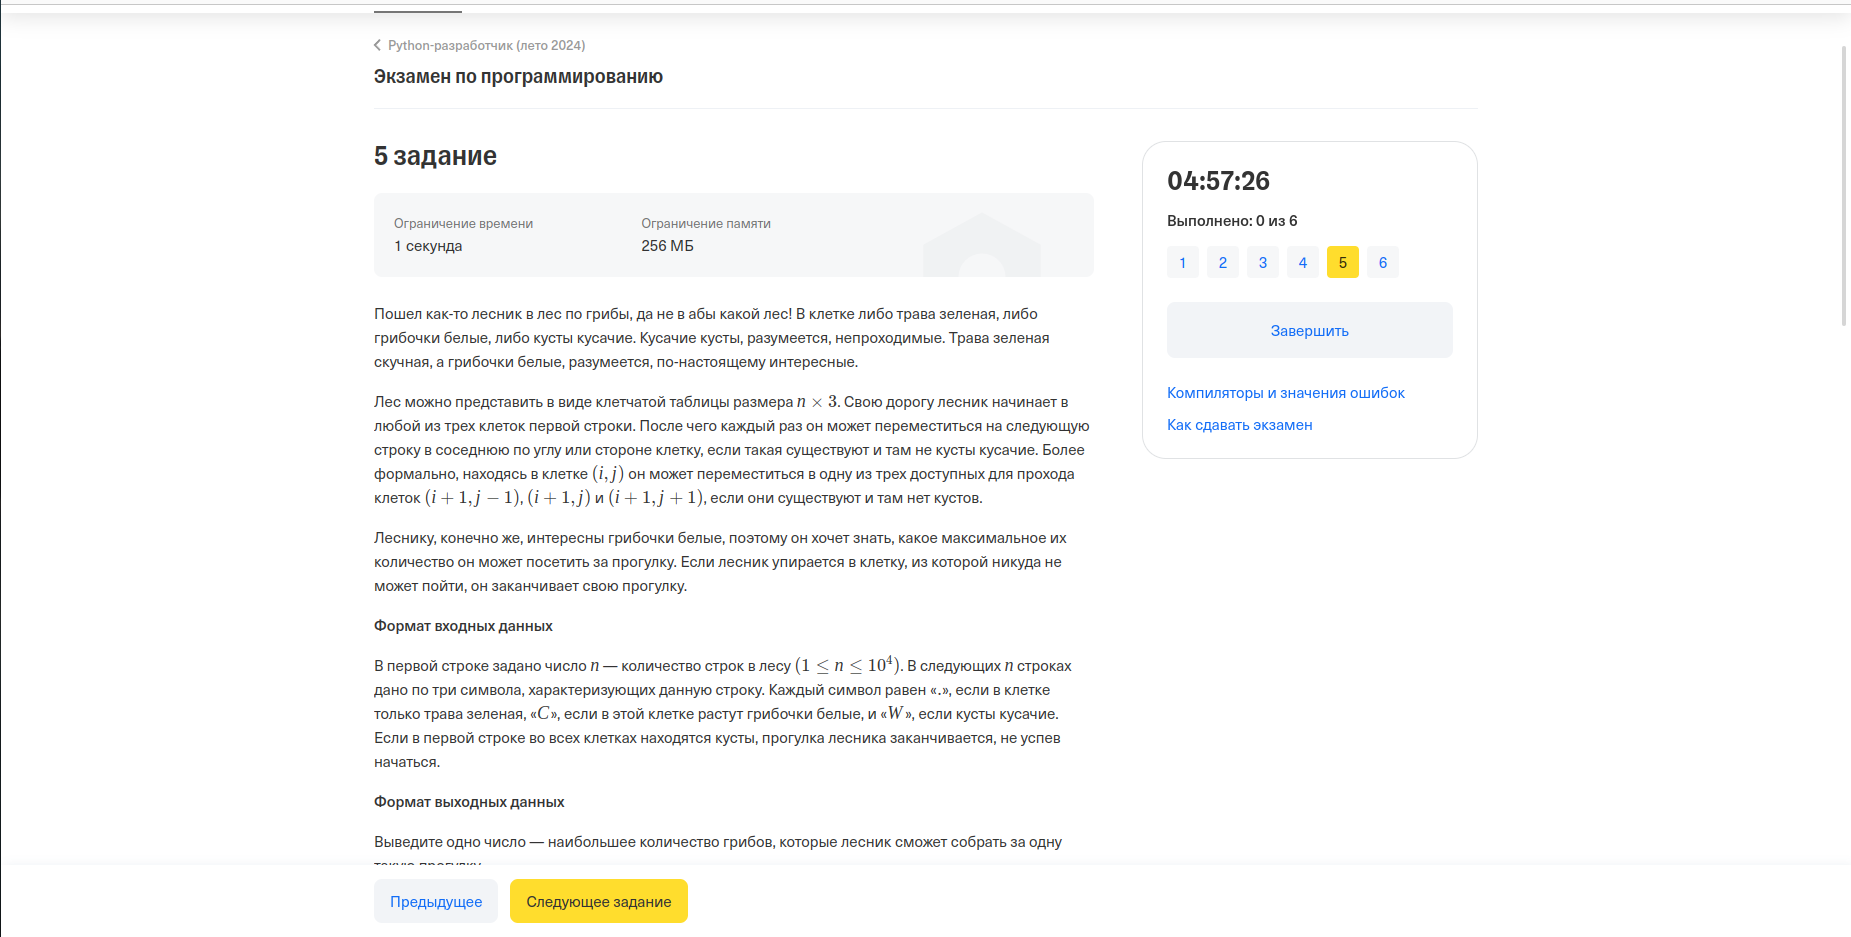 Python-разработчик (лето 2024)
Экзамен по программированию
5 задание
Ограничение времени
1 секунда
Ограничение памяти
256 МБ
Пошел как-то лесник в лес по грибы, да не в абы какой лес! В клетке либо трава зеленая, либо
грибочки белые, либо кусты кусачие. Кусачие кусты, разумеется, непроходимые. Трава зеленая
скучная, а грибочки белые, разумеется, по-настоящему интересные.
Лес можно представить в виде клетчатой таблицы размера n × 3. Свою дорогу лесник начинает в
любой из трех клеток первой строки. После чего каждый раз он может переместиться на следующую
строку в соседнюю по углу или стороне клетку, если такая существуют и там не кусты кусачие. Более
формально, находясь в клетке (i, j) он может переместиться в одну из трех доступных для прохода
клеток (i + 1, j − 1), (i + 1, j) и (i + 1, j + 1), если они существуют и там нет кустов.
Леснику, конечно же, интересны грибочки белые, поэтому он хочет знать, какое максимальное их
количество он может посетить за прогулку. Если лесник упирается в клетку, из которой никуда не
может пойти, он заканчивает свою прогулку.
Формат входных данных
В первой строке задано число n — количество строк в лесу (1 ≤ n ≤ 10⁴). В следующих n строках
дано по три символа, характеризующих данную строку. Каждый символ равен «.», если в клетке
только трава зеленая, «C», если в этой клетке растут грибочки белые, и «W», если кусты кусачие.
Если в первой строке во всех клетках находятся кусты, прогулка лесника заканчивается, не успев
начаться.
Формат выходных данных
Выведите одно число — наибольшее количество грибов, которые лесник сможет собрать за одну
такую прогулку.
04:57:26
Выполнено: 0 из 6
1 2 3 4 5 6
Завершить
Компиляторы и значения ошибок
Как сдавать экзамен
Предыдущее
Следующее задание